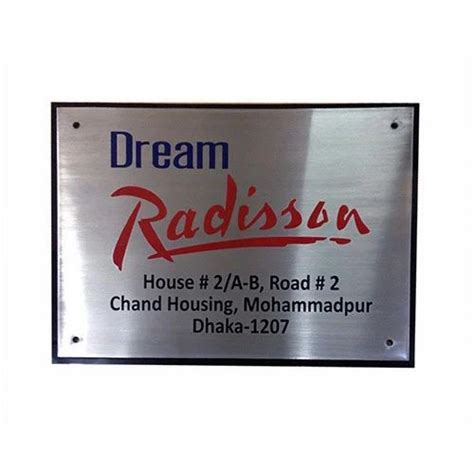 Dream
Radisson
House # 2/A-B, Road # 2
Chand Housing, Mohammadpur
Dhaka-1207